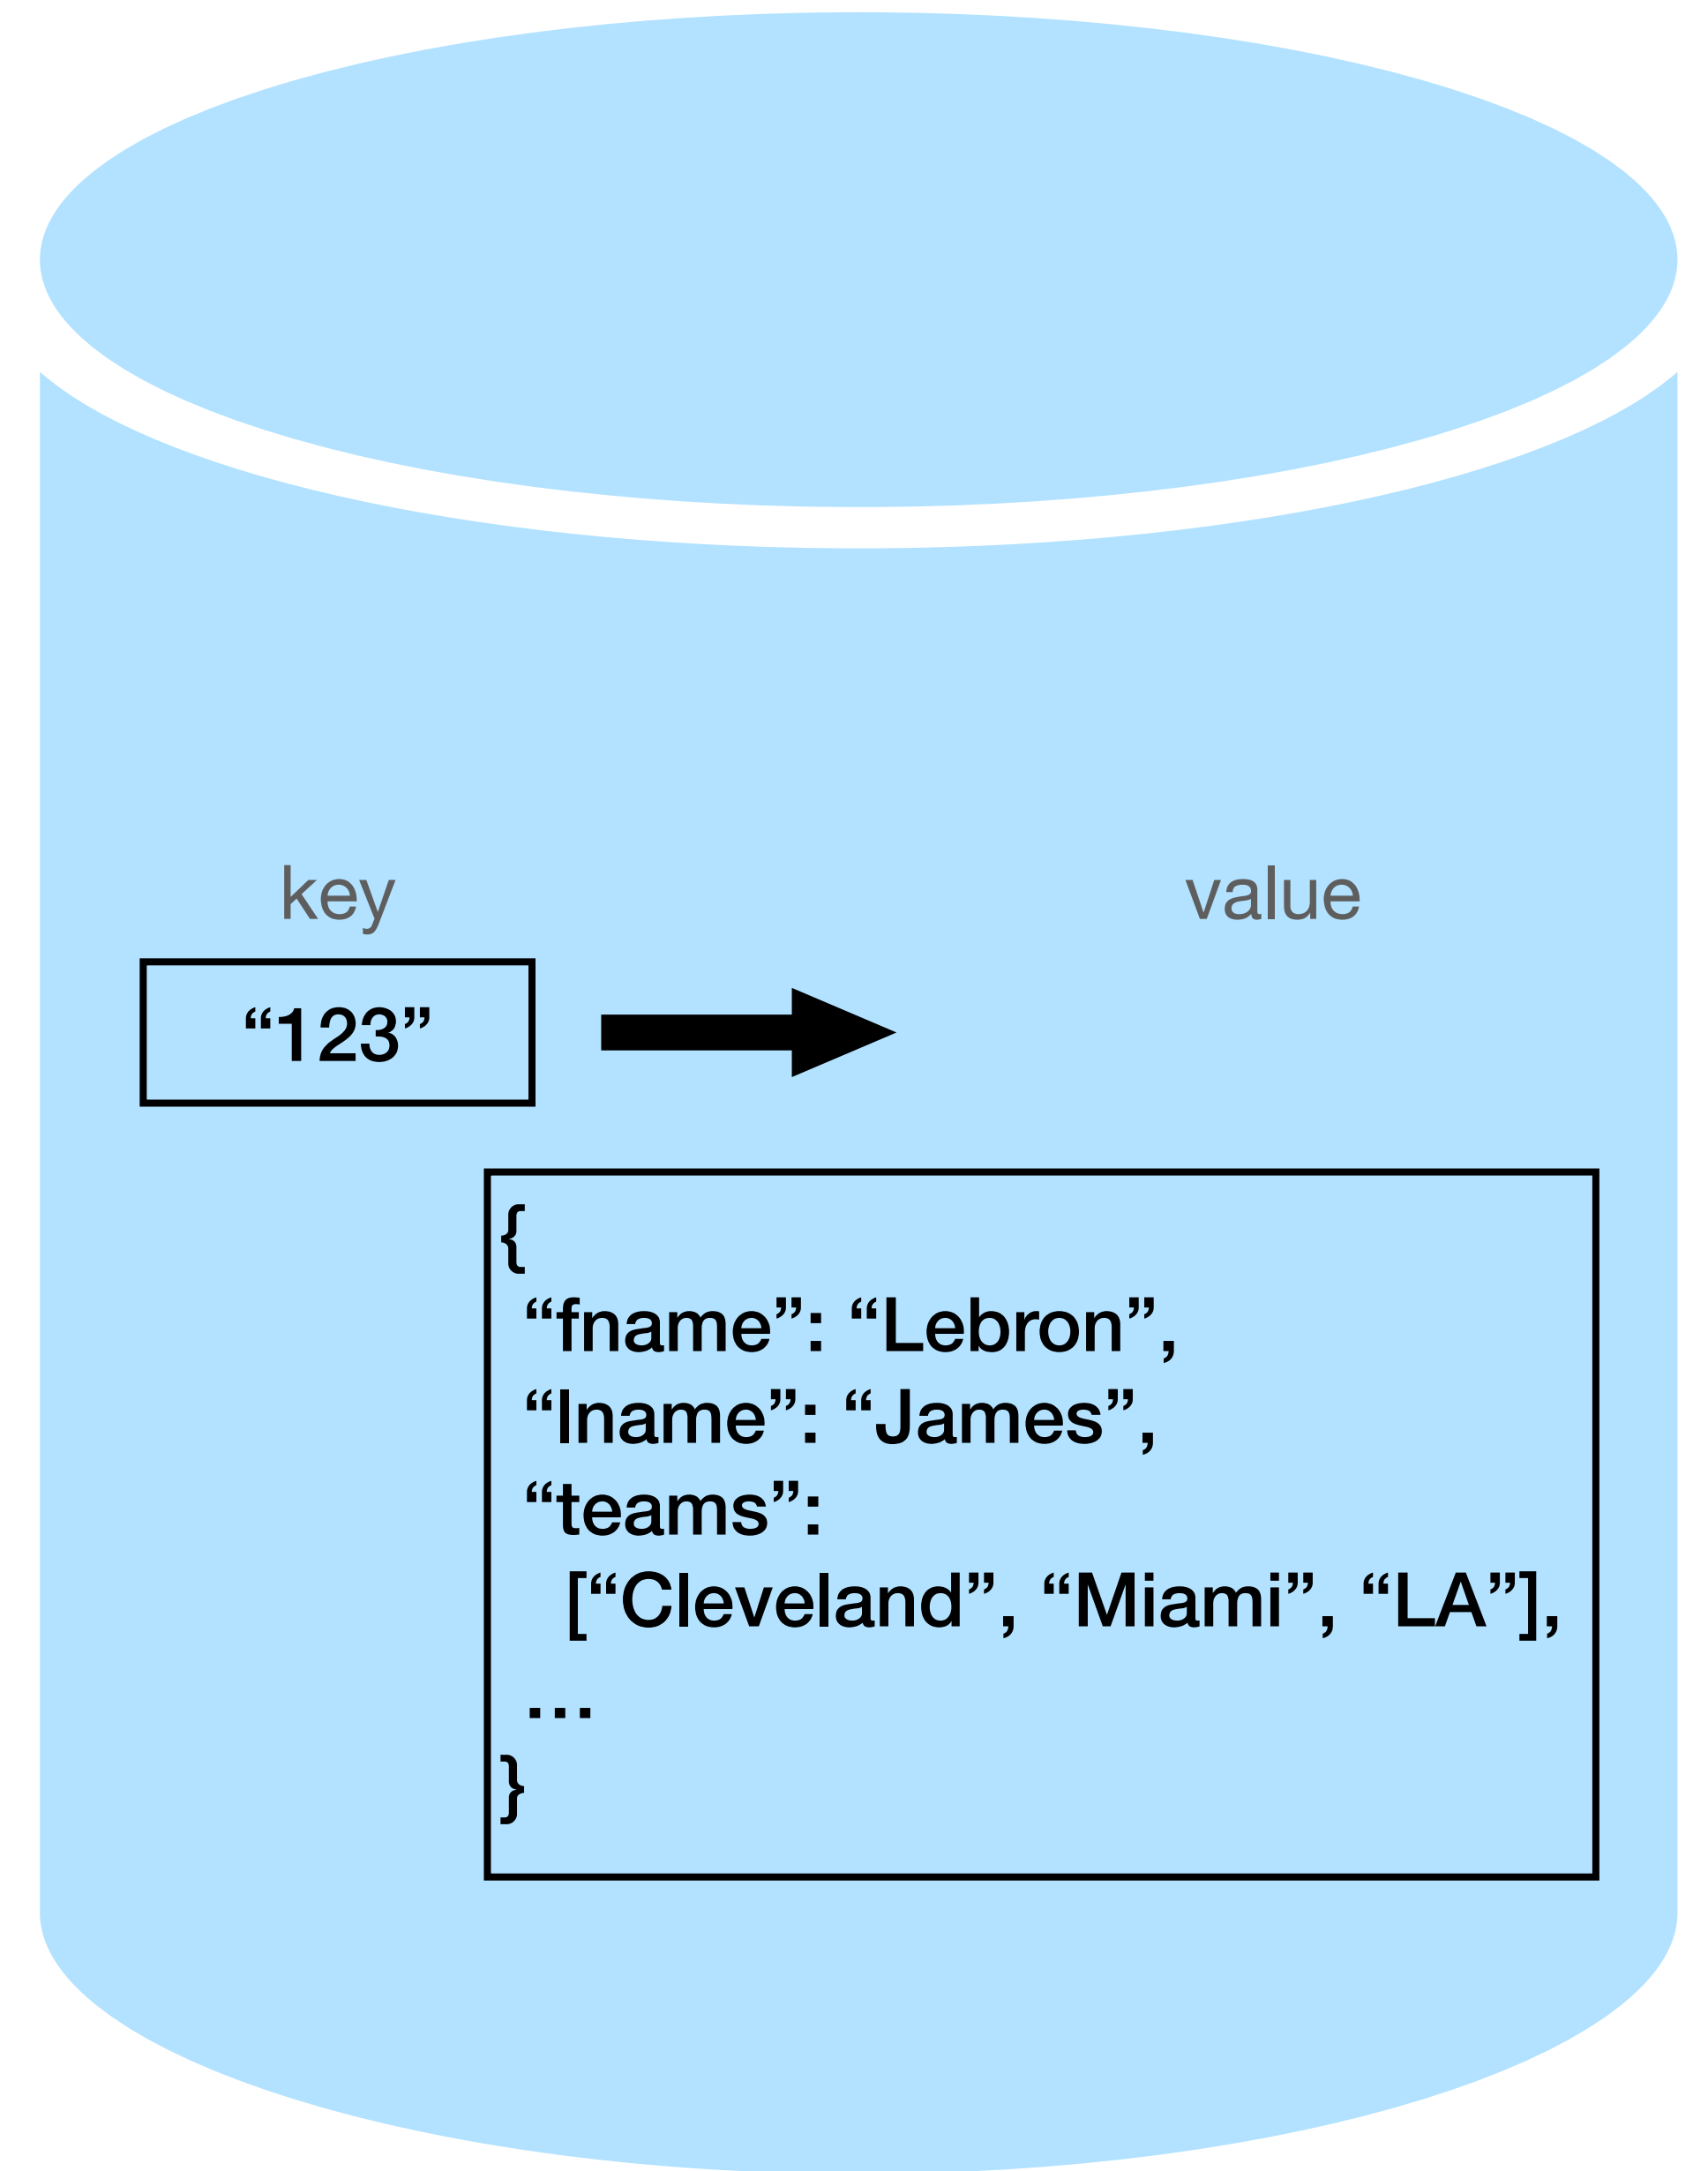 key
value
“123”
{
“fname”: “Lebron”,
“lname”: “James”,
“teams”:
[“Cleveland”, “Miami”, “LA”],
...
}